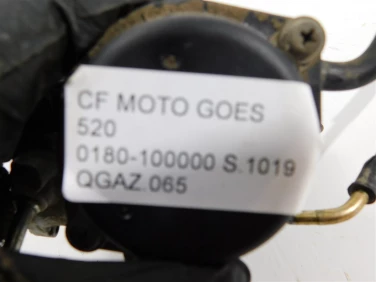 CF MOTO GOES
520
0180-100000 S.1019
QGAZ.065